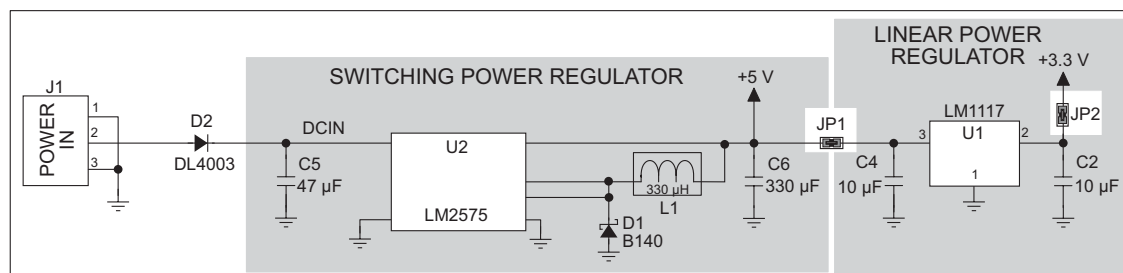 LINEAR POWER
REGULATOR
SWITCHING POWER REGULATOR
+3.3 V
+5 V
J1
POWER
IN
1
2
3
D2
DL4003
DCIN
C5
47 µF
U2
LM2575
330 µH
L1
D1
B140
C6
330 µF
JP1
C4
10 µF
LM1117
U1
3
2
1
JP2
C2
10 µF